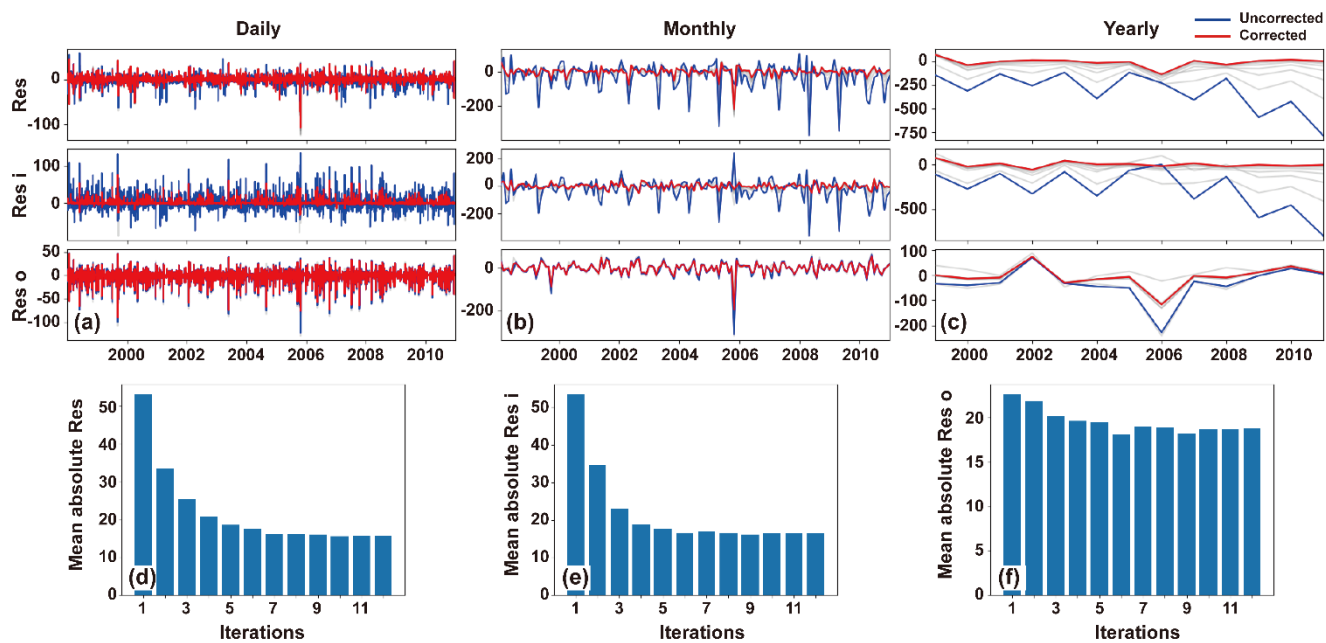 Daily
Monthly
Yearly
Uncorrected
Corrected
Res
0
-100
0
-200
0
-250
-500
-750
Res i
100
0
200
0
-200
0
-500
Res o
50
0
-50
-100
0
-200
100
0
-100
-200
(a)
(b)
(c)
2000 2002 2004 2006 2008 2010
2000 2002 2004 2006 2008 2010
2000 2002 2004 2006 2008 2010
Mean absolute Res
50
40
30
20
10
0
(d)
1 3 5 7 9 11
Iterations
Mean absolute Res i
50
40
30
20
10
0
(e)
1 3 5 7 9 11
Iterations
Mean absolute Res o
20
15
10
5
0
(f)
1 3 5 7 9 11
Iterations